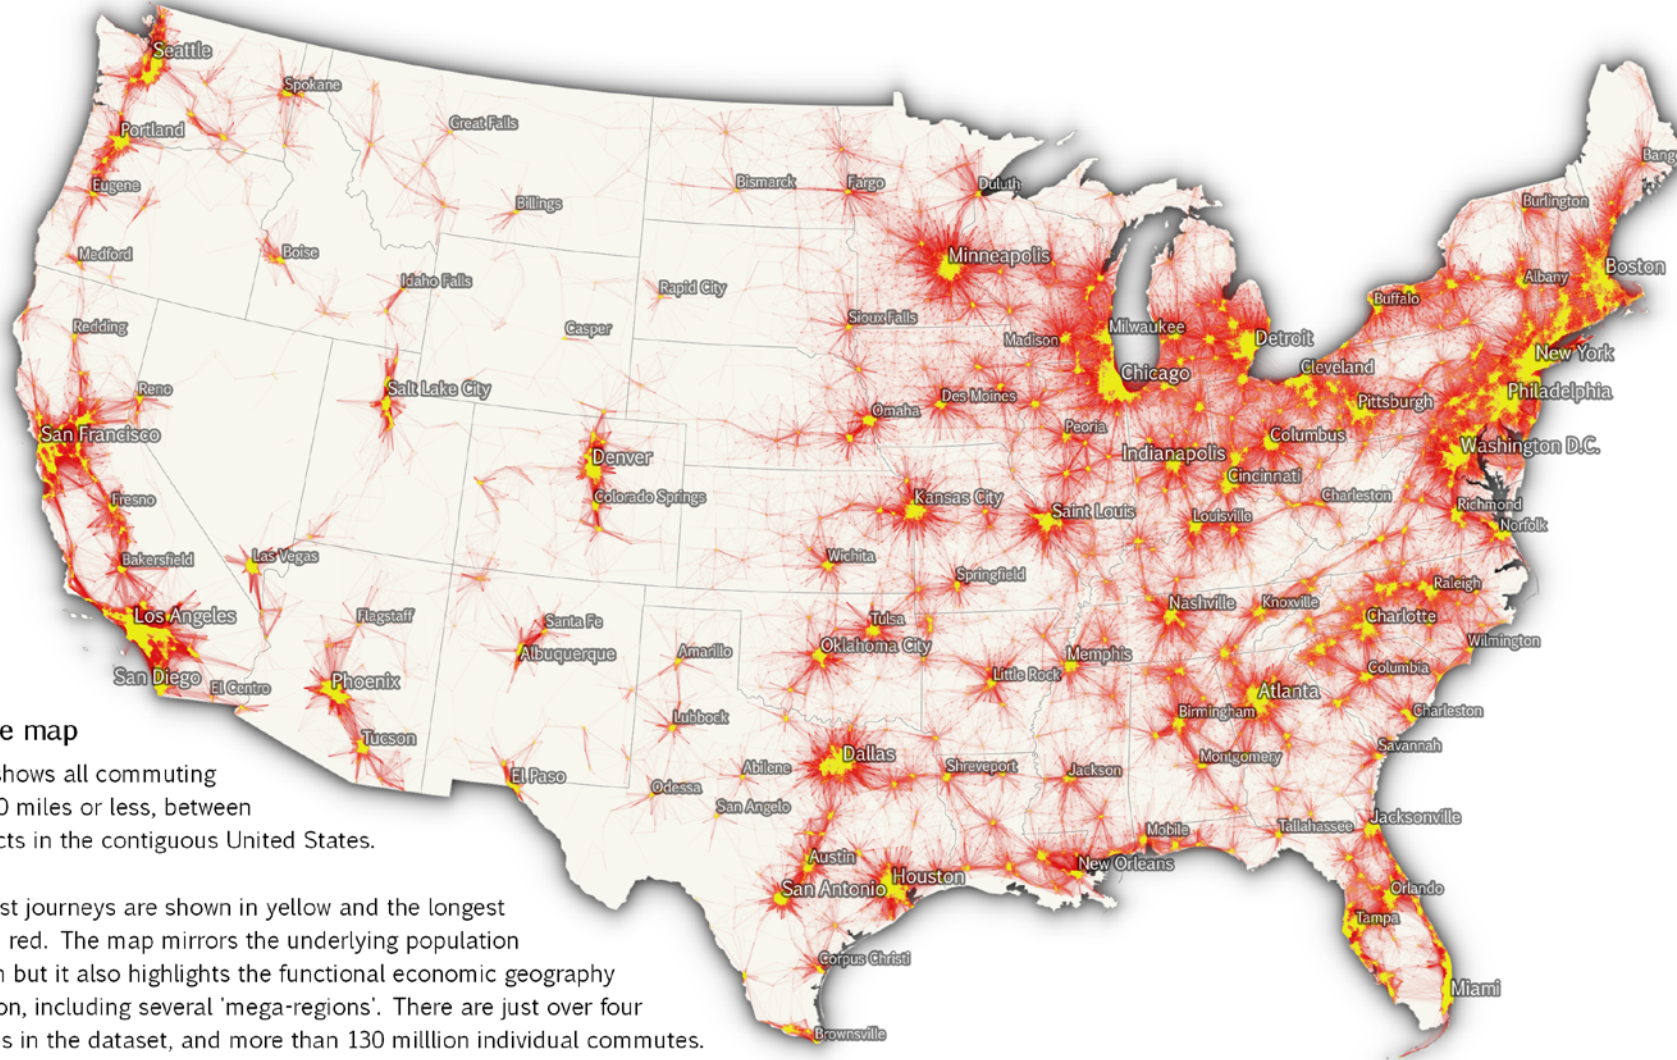 Seattle
Spokane
Portland
Great Falls
Eugene
Bismarck
Fargo
Duluth
Billings
Burlington
Medford
Boise
Minneapolis
Boston
Idaho Falls
Rapid City
Albany
Buffalo
Redding
Casper
Sioux Falls
Madison
Milwaukee
Detroit
New York
Reno
Salt Lake City
Chicago
Cleveland
Philadelphia
Des Moines
Omaha
Pittsburgh
San Francisco
Peoria
Columbus
Denver
Indianapolis
Washington D.C.
Cincinnati
Fresno
Colorado Springs
Kansas City
Saint Louis
Louisville
Charleston
Richmond
Norfolk
Bakersfield
Las Vegas
Wichita
Springfield
Raleigh
Los Angeles
Flagstaff
Santa Fe
Tulsa
Nashville
Knoxville
Charlotte
Albuquerque
Amarillo
Oklahoma City
Memphis
Wilmington
San Diego
El Centro
Phoenix
Little Rock
Columbia
Atlanta
Lubbock
Birmingham
Charleston
Tucson
Dallas
Montgomery
Savannah
El Paso
Odessa
Abilene
Shreveport
Jackson
San Angelo
Mobile
Tallahassee
Jacksonville
Austin
New Orleans
San Antonio
Houston
Orlando
Tampa
Corpus Christi
Miami
Brownsville
e map
shows all commuting
0 miles or less, between
cts in the contiguous United States.
st journeys are shown in yellow and the longest
red. The map mirrors the underlying population
n but it also highlights the functional economic geography
on, including several 'mega-regions'. There are just over four
s in the dataset, and more than 130 milllion individual commutes.